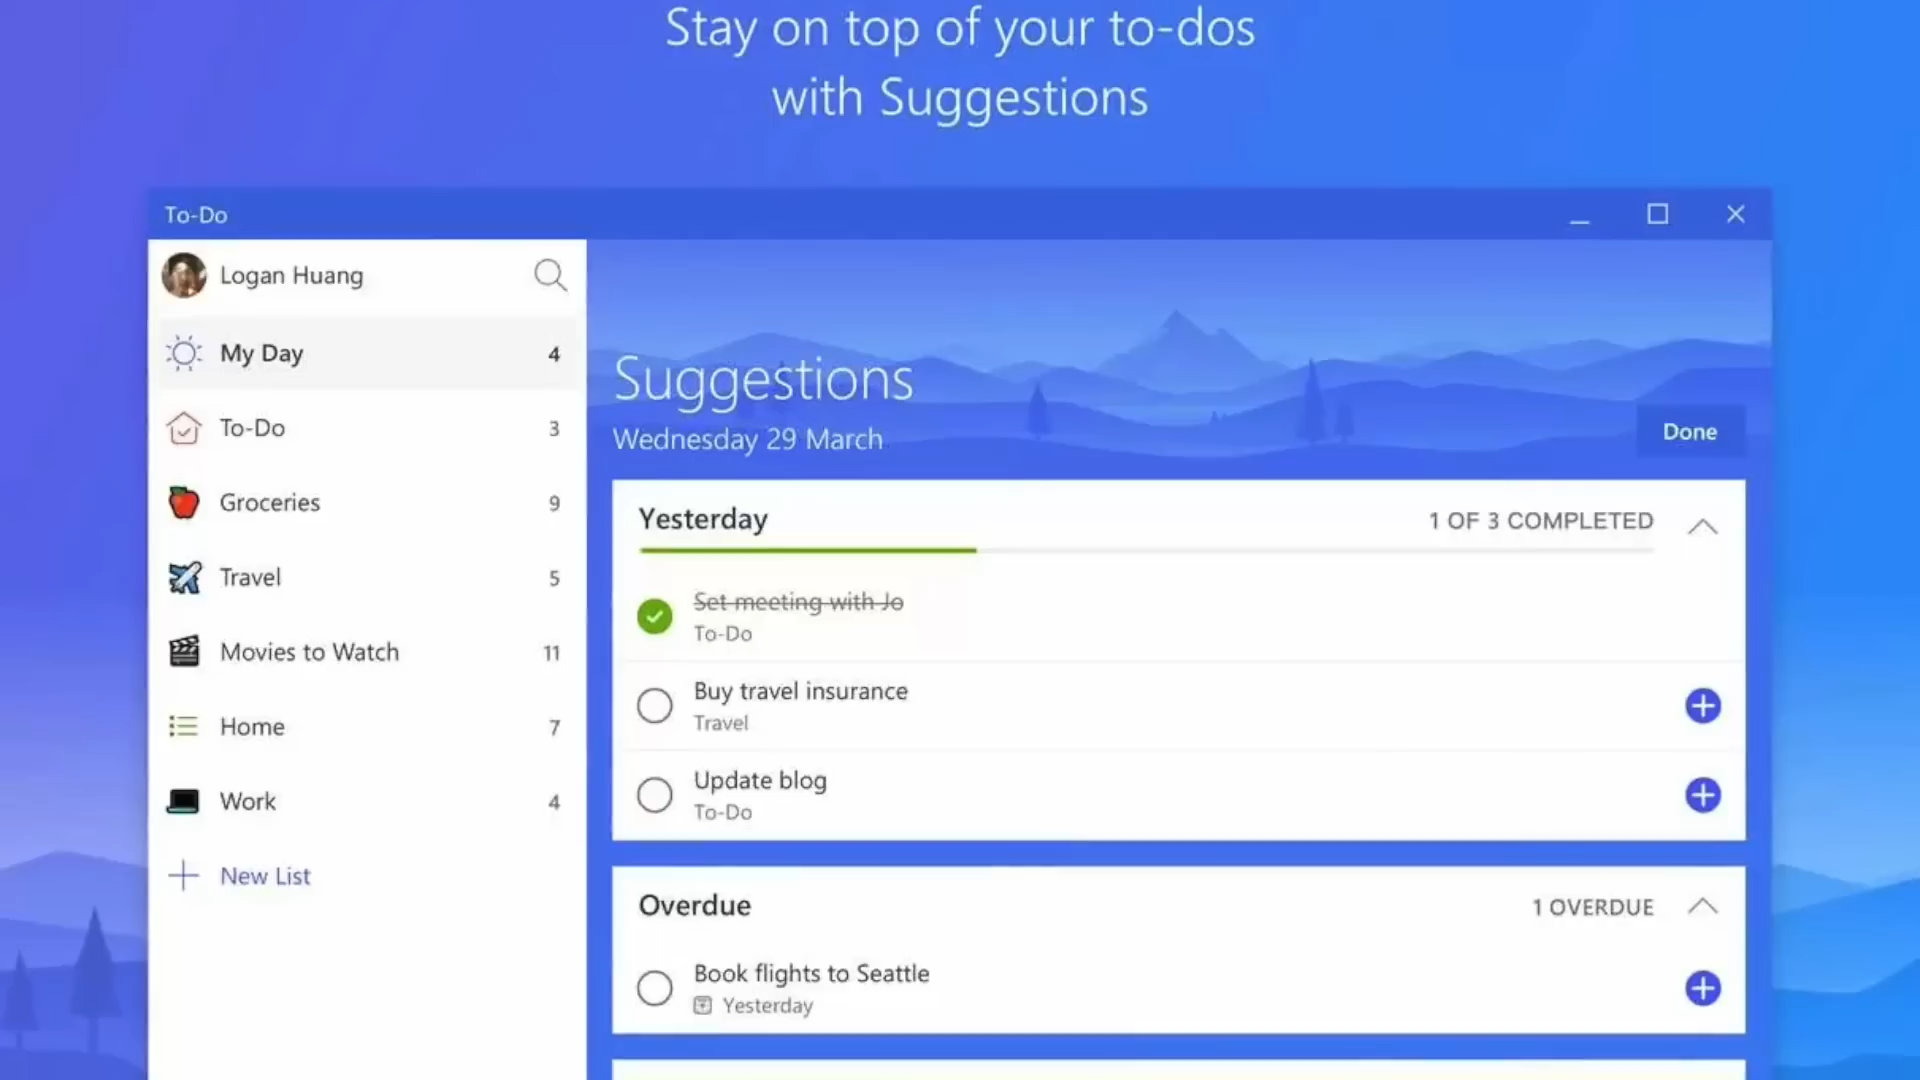 Stay on top of your to-dos
with Suggestions
To-Do
Logan Huang
My Day 4
To-Do 3
Groceries 9
Travel 5
Movies to Watch 11
Home 7
Work 4
New List
Suggestions
Wednesday 29 March
Done
Yesterday 1 OF 3 COMPLETED
Set meeting with Jo
To-Do
Buy travel insurance
Travel
Update blog
To-Do
Overdue 1 OVERDUE
Book flights to Seattle
Yesterday